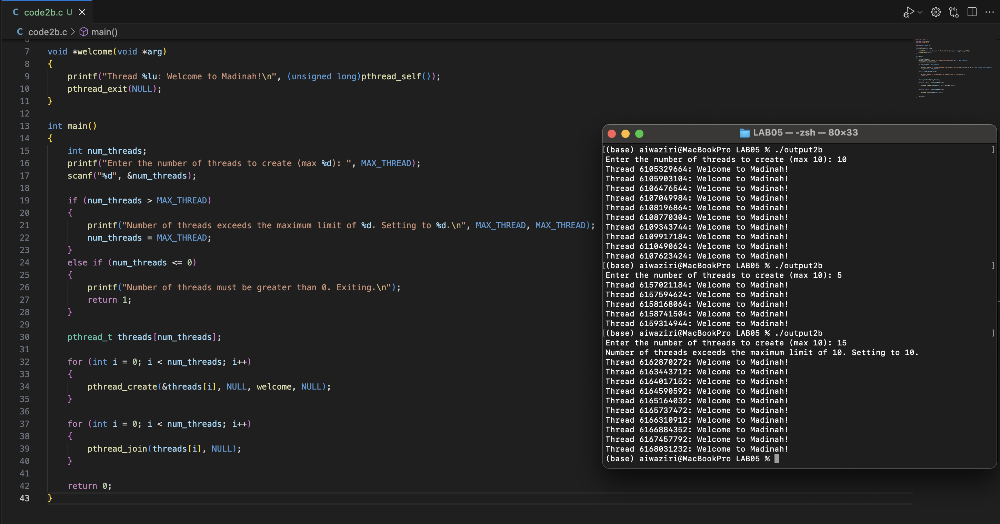 C code2b.c U
C code2b.c > main()
7 void *welcome(void *arg)
8 {
9     printf("Thread %lu: Welcome to Madinah!\n", (unsigned long)pthread_self());
10     pthread_exit(NULL);
11 }
12
13 int main()
14 {
15     int num_threads;
16     printf("Enter the number of threads to create (max %d): ", MAX_THREAD);
17     scanf("%d", &num_threads);
18
19     if (num_threads > MAX_THREAD)
20     {
21         printf("Number of threads exceeds the maximum limit of %d. Setting to %d.\n", MAX_THREAD, MAX_THREAD);
22         num_threads = MAX_THREAD;
23     }
24     else if (num_threads <= 0)
25     {
26         printf("Number of threads must be greater than 0. Exiting.\n");
27         return 1;
28     }
29
30     pthread_t threads[num_threads];
31
32     for (int i = 0; i < num_threads; i++)
33     {
34         pthread_create(&threads[i], NULL, welcome, NULL);
35     }
36
37     for (int i = 0; i < num_threads; i++)
38     {
39         pthread_join(threads[i], NULL);
40     }
41
42     return 0;
43 }
LAB05 — -zsh — 80×33
[(base) aiwaziri@MacBookPro LAB05 % ./output2b ]
Enter the number of threads to create (max 10): 10
Thread 6105329664: Welcome to Madinah!
Thread 6105903104: Welcome to Madinah!
Thread 6106476544: Welcome to Madinah!
Thread 6107049984: Welcome to Madinah!
Thread 6108196864: Welcome to Madinah!
Thread 6108770304: Welcome to Madinah!
Thread 6109343744: Welcome to Madinah!
Thread 6109917184: Welcome to Madinah!
Thread 6110490624: Welcome to Madinah!
Thread 6107623424: Welcome to Madinah!
[(base) aiwaziri@MacBookPro LAB05 % ./output2b ]
Enter the number of threads to create (max 10): 5
Thread 6157021184: Welcome to Madinah!
Thread 6157594624: Welcome to Madinah!
Thread 6158168064: Welcome to Madinah!
Thread 6158741504: Welcome to Madinah!
Thread 6159314944: Welcome to Madinah!
[(base) aiwaziri@MacBookPro LAB05 % ./output2b ]
Enter the number of threads to create (max 10): 15
Number of threads exceeds the maximum limit of 10. Setting to 10.
Thread 6162870272: Welcome to Madinah!
Thread 6163443712: Welcome to Madinah!
Thread 6164017152: Welcome to Madinah!
Thread 6164590592: Welcome to Madinah!
Thread 6165164032: Welcome to Madinah!
Thread 6165737472: Welcome to Madinah!
Thread 6166310912: Welcome to Madinah!
Thread 6166884352: Welcome to Madinah!
Thread 6167457792: Welcome to Madinah!
Thread 6168031232: Welcome to Madinah!
(base) aiwaziri@MacBookPro LAB05 %